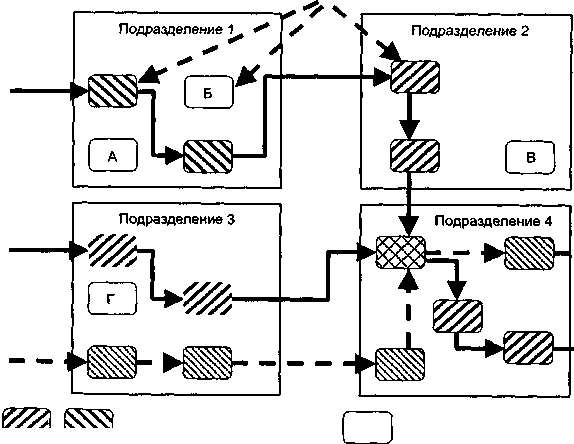 Подразделение 1
Подразделение 2
Б
А
В
Подразделение 3
Подразделение 4
Г